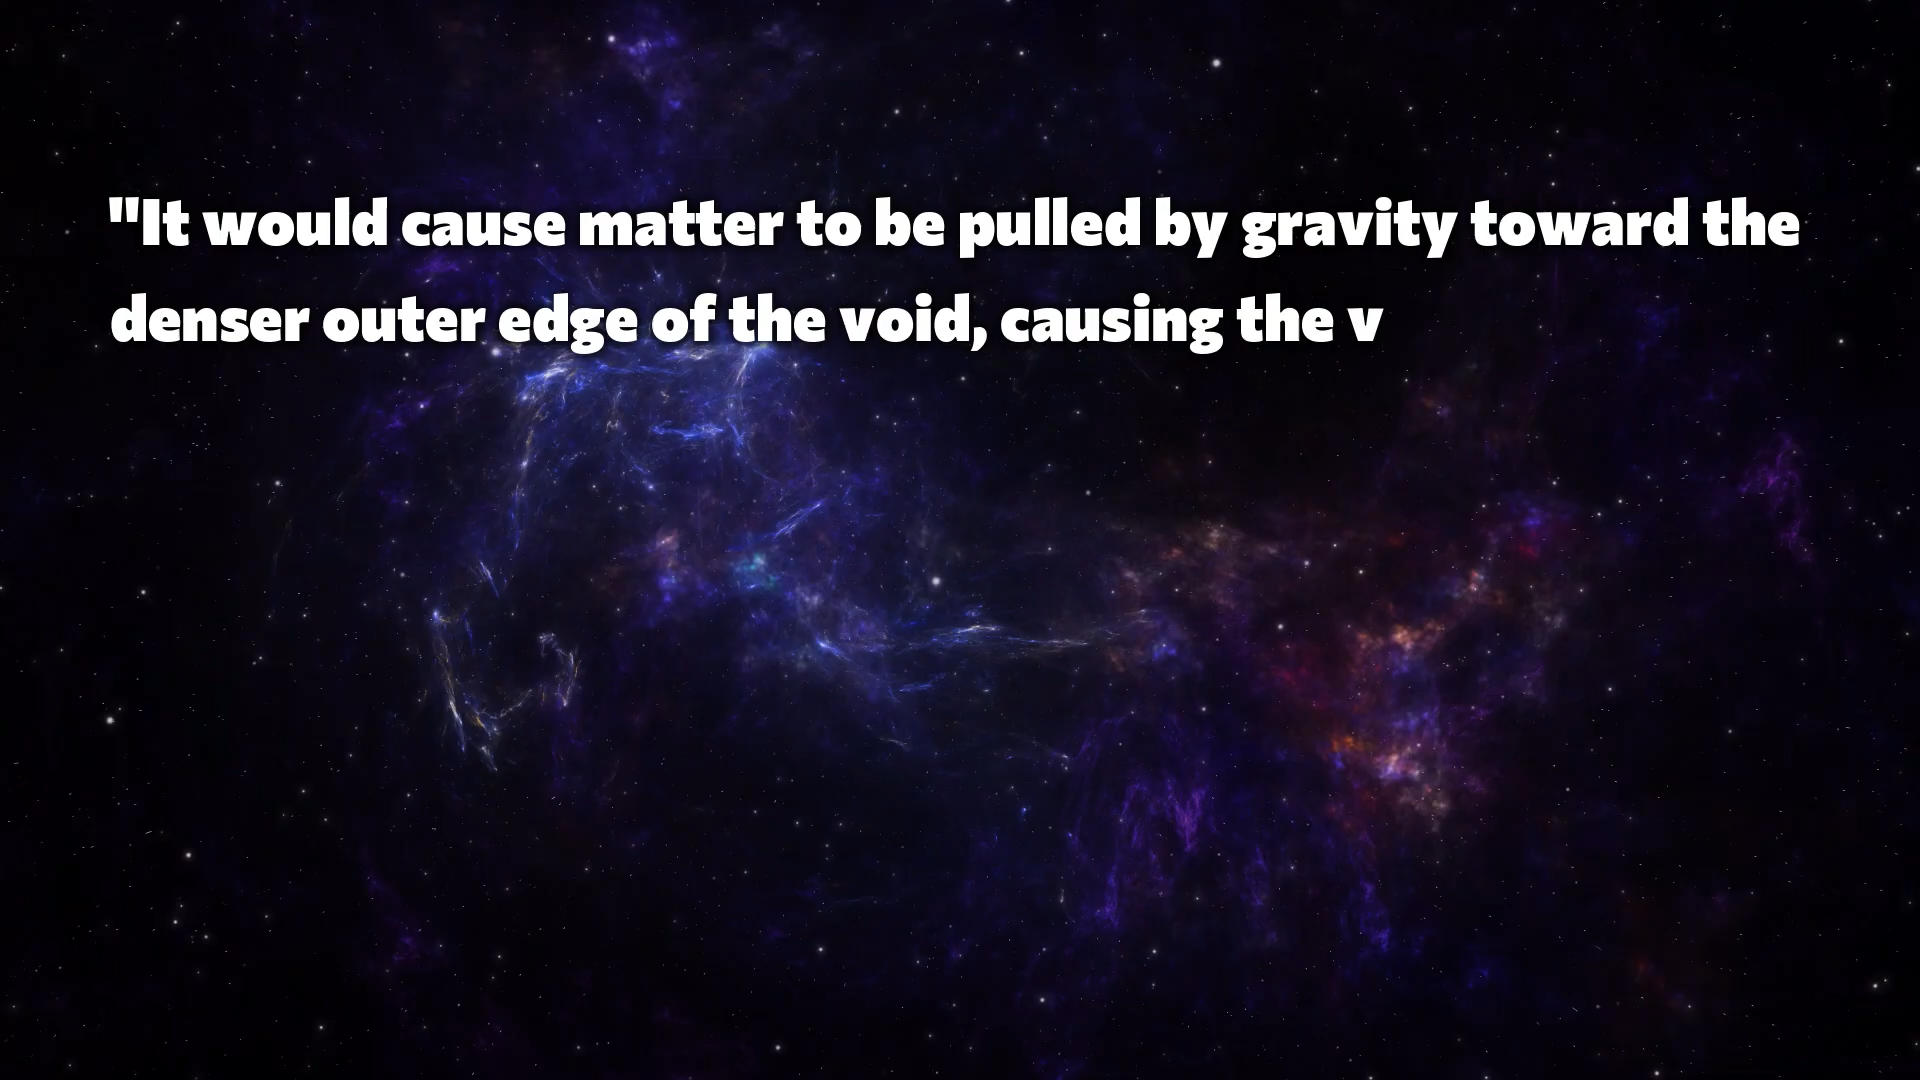 "It would cause matter to be pulled by gravity toward the
denser outer edge of the void, causing the v